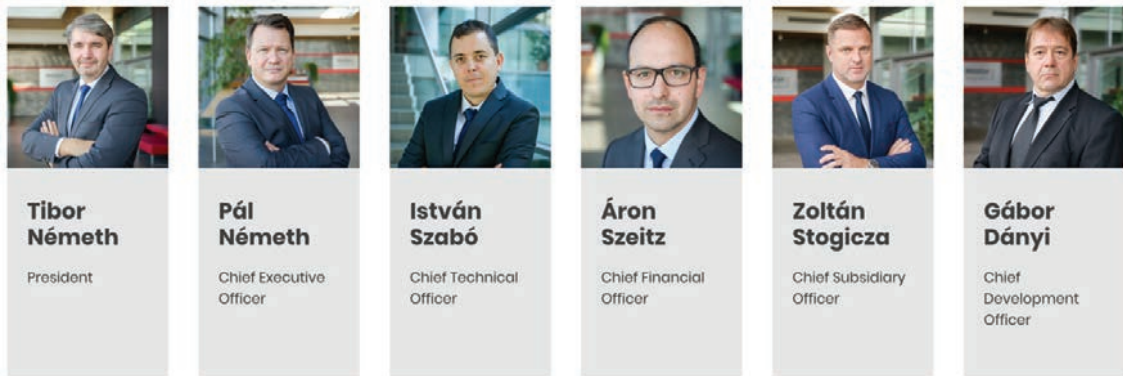 Tibor
Németh
President
Pál
Németh
Chief Executive
Officer
István
Szabó
Chief Technical
Officer
Áron
Szeitz
Chief Financial
Officer
Zoltán
Stogicza
Chief Subsidiary
Officer
Gábor
Dányi
Chief
Development
Officer